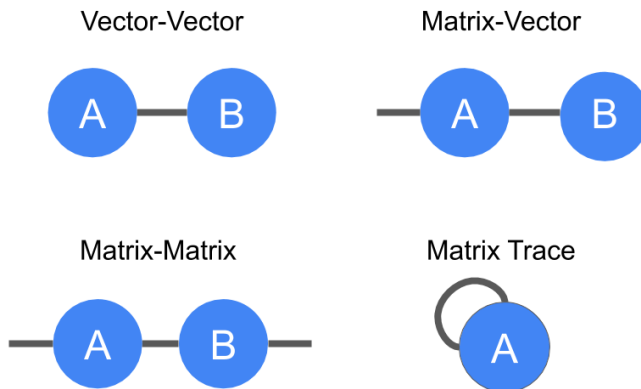 Vector-Vector
Matrix-Vector
A
B
A
B
Matrix-Matrix
Matrix Trace
A
B
A